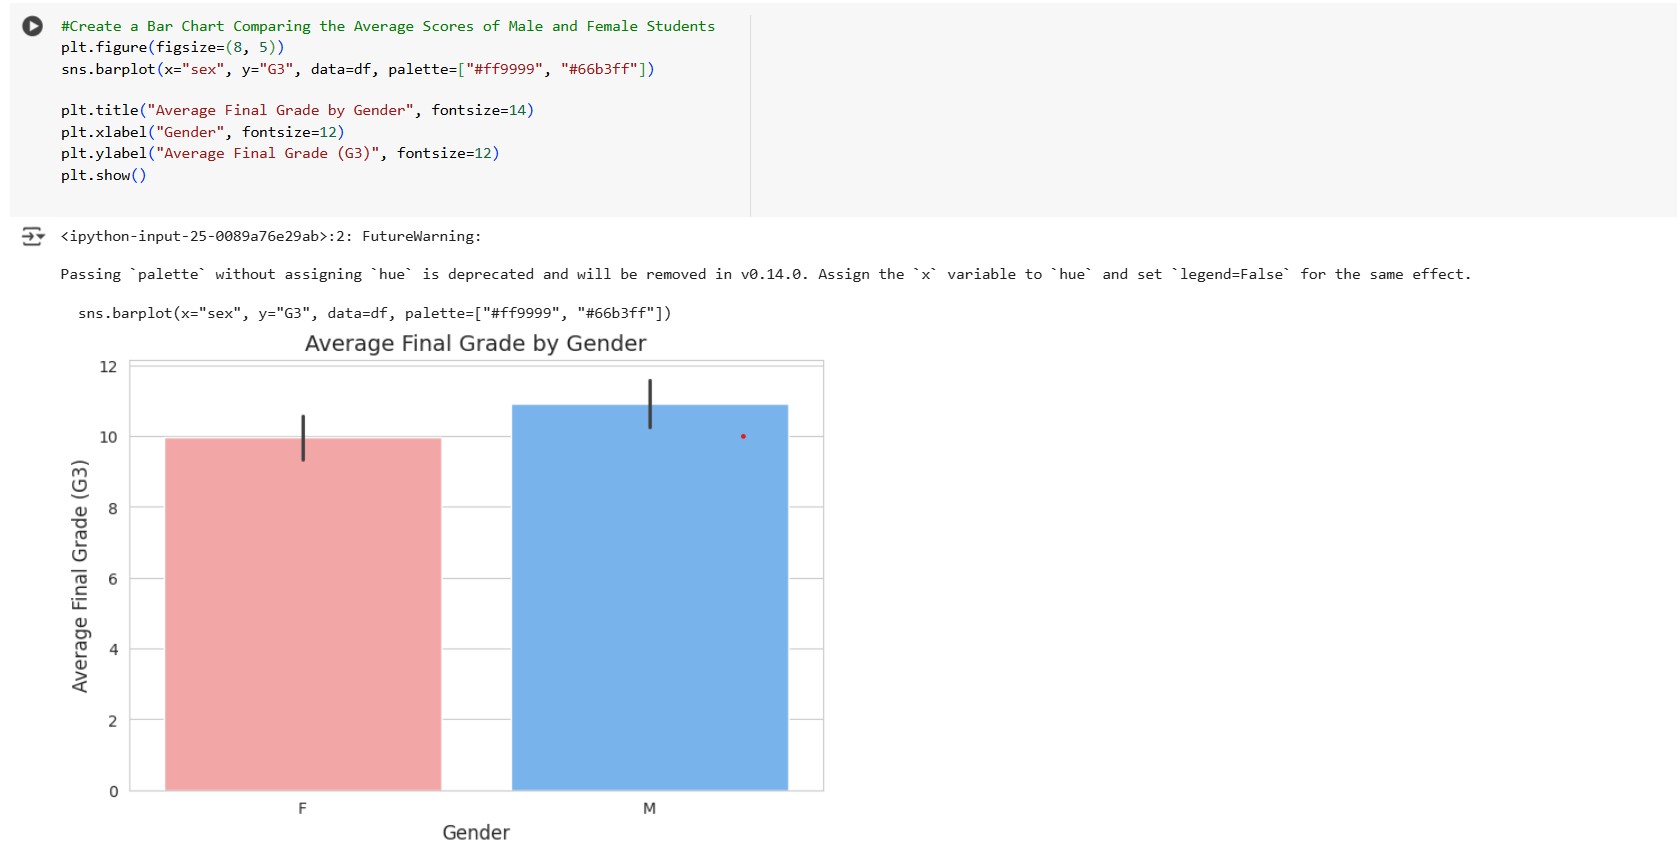 #Create a Bar Chart Comparing the Average Scores of Male and Female Students
plt.figure(figsize=(8, 5))
sns.barplot(x="sex", y="G3", data=df, palette=["#ff9999", "#66b3ff"])
plt.title("Average Final Grade by Gender", fontsize=14)
plt.xlabel("Gender", fontsize=12)
plt.ylabel("Average Final Grade (G3)", fontsize=12)
plt.show()
<ipython-input-25-0089a76e29ab>:2: FutureWarning:
Passing `palette` without assigning `hue` is deprecated and will be removed in v0.14.0. Assign the `x` variable to `hue` and set `legend=False` for the same effect.
sns.barplot(x="sex", y="G3", data=df, palette=["#ff9999", "#66b3ff"])
Average Final Grade by Gender
12
10
8
6
4
2
0
Average Final Grade (G3)
F
M
Gender